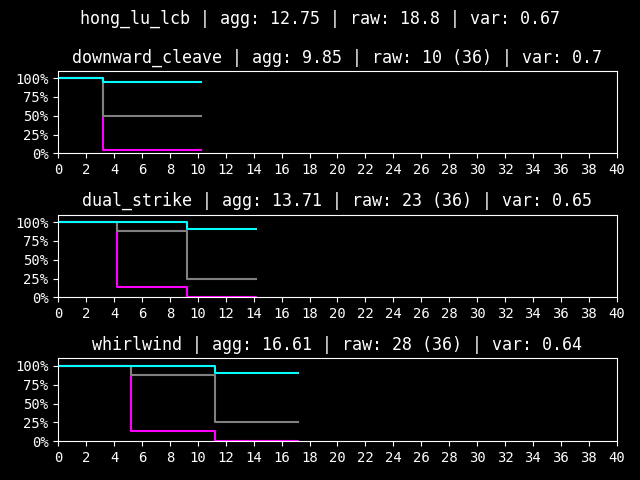 hong_lu_lcb | agg: 12.75 | raw: 18.8 | var: 0.67
downward_cleave | agg: 9.85 | raw: 10 (36) | var: 0.7
100%
75%
50%
25%
0%
0 2 4 6 8 10 12 14 16 18 20 22 24 26 28 30 32 34 36 38 40
dual_strike | agg: 13.71 | raw: 23 (36) | var: 0.65
100%
75%
50%
25%
0%
0 2 4 6 8 10 12 14 16 18 20 22 24 26 28 30 32 34 36 38 40
whirlwind | agg: 16.61 | raw: 28 (36) | var: 0.64
100%
75%
50%
25%
0%
0 2 4 6 8 10 12 14 16 18 20 22 24 26 28 30 32 34 36 38 40